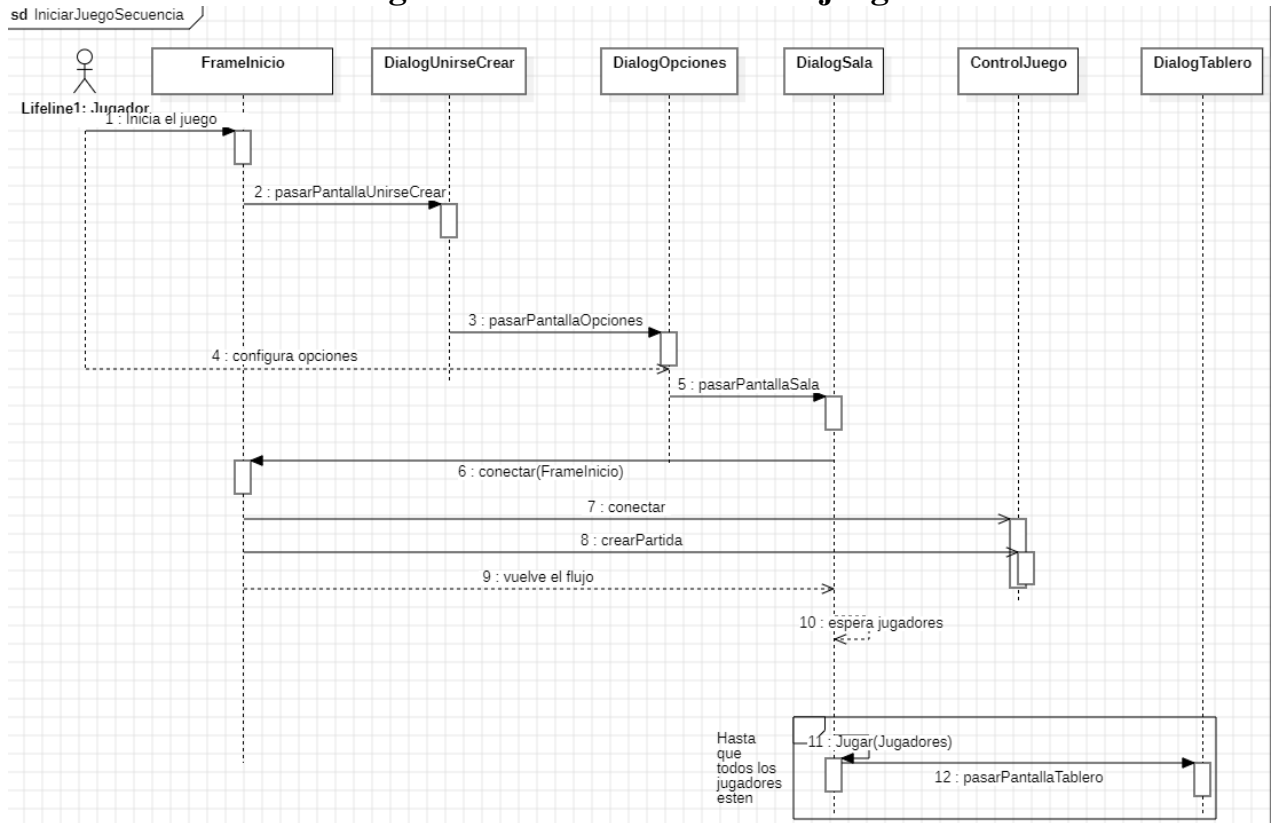 sd IniciarJuegoSecuencia
FrameInicio
DialogUnirseCrear
DialogOpciones
DialogSala
ControlJuego
DialogTablero
Lifeline1: Jugador
1 : Inicia el juego
2 : pasarPantallaUnirseCrear
3 : pasarPantallaOpciones
4 : configura opciones
5 : pasarPantallaSala
6 : conectar(FrameInicio)
7 : conectar
8 : crearPartida
9 : vuelve el flujo
10 : espera jugadores
Hasta
que
todos los
jugadores
esten
11 : Jugar(Jugadores)
12 : pasarPantallaTablero